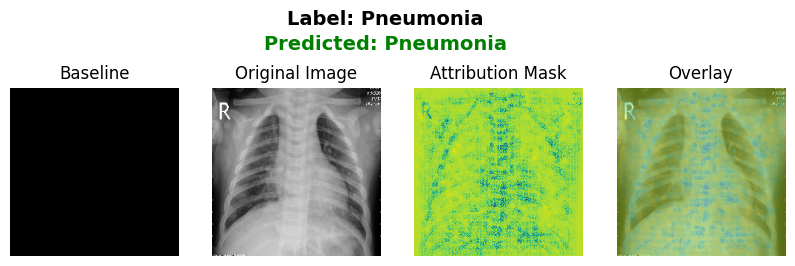 Label: Pneumonia
Predicted: Pneumonia
Baseline
Original Image
Attribution Mask
Overlay
R
R